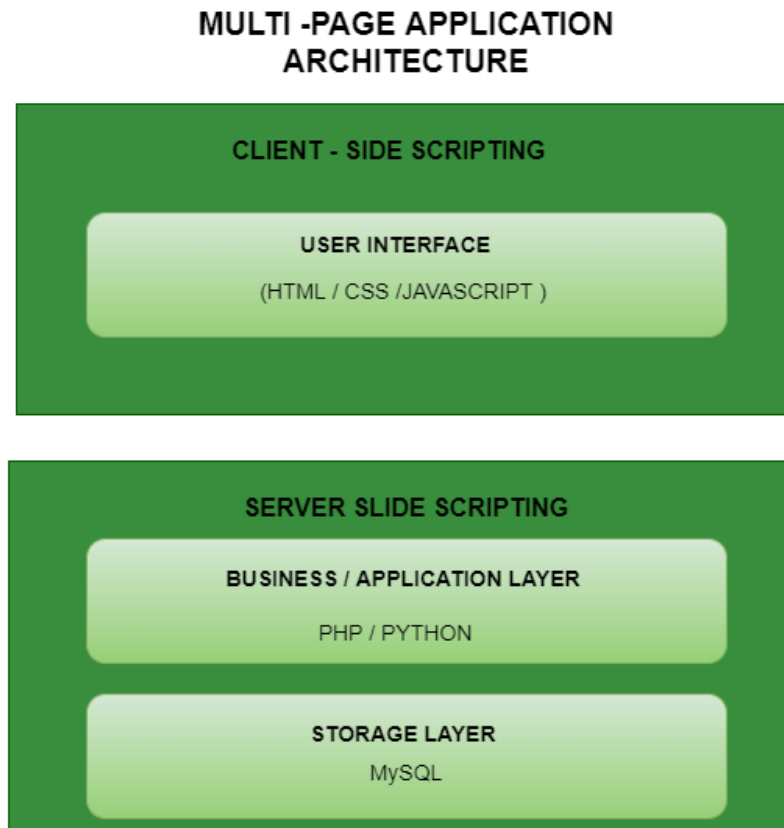 MULTI -PAGE APPLICATION
ARCHITECTURE
CLIENT - SIDE SCRIPTING
USER INTERFACE
(HTML / CSS /JAVASCRIPT )
SERVER SLIDE SCRIPTING
BUSINESS / APPLICATION LAYER
PHP / PYTHON
STORAGE LAYER
MySQL